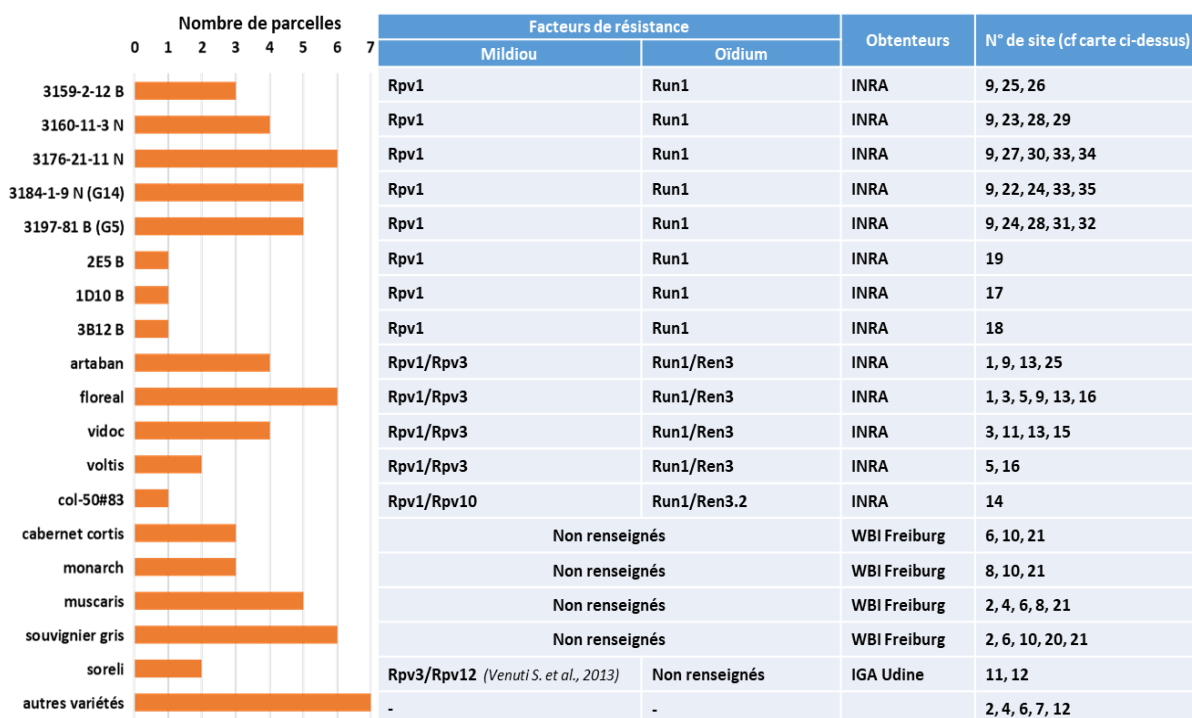 Nombre de parcelles
0 1 2 3 4 5 6 7
Facteurs de résistance
Mildiou Oïdium Obtenteurs N° de site (cf carte ci-dessus)
3159-2-12 B Rpv1 Run1 INRA 9, 25, 26
3160-11-3 N Rpv1 Run1 INRA 9, 23, 28, 29
3176-21-11 N Rpv1 Run1 INRA 9, 27, 30, 33, 34
3184-1-9 N (G14) Rpv1 Run1 INRA 9, 22, 24, 33, 35
3197-81 B (G5) Rpv1 Run1 INRA 9, 24, 28, 31, 32
2E5 B Rpv1 Run1 INRA 19
1D10 B Rpv1 Run1 INRA 17
3B12 B Rpv1 Run1 INRA 18
artaban Rpv1/Rpv3 Run1/Ren3 INRA 1, 9, 13, 25
floreal Rpv1/Rpv3 Run1/Ren3 INRA 1, 3, 5, 9, 13, 16
vidoc Rpv1/Rpv3 Run1/Ren3 INRA 3, 11, 13, 15
voltis Rpv1/Rpv3 Run1/Ren3 INRA 5, 16
col-50#83 Rpv1/Rpv10 Run1/Ren3.2 INRA 14
cabernet cortis Non renseignés WBI Freiburg 6, 10, 21
monarch Non renseignés WBI Freiburg 8, 10, 21
muscaris Non renseignés WBI Freiburg 2, 4, 6, 8, 21
souvignier gris Non renseignés WBI Freiburg 2, 6, 10, 20, 21
soreli Rpv3/Rpv12 (Venuti S. et al., 2013) Non renseignés IGA Udine 11, 12
autres variétés - - 2, 4, 6, 7, 12